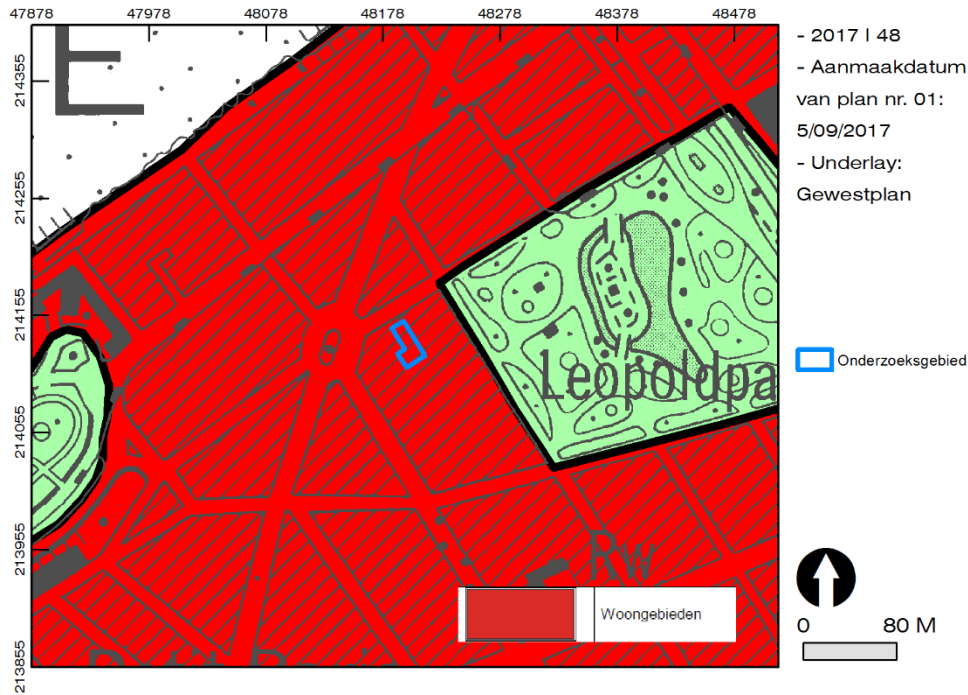 47878 47978 48078 48178 48278 48378 48478
214355
214255
214155
214055
213955
213855
E
Leopoldpa
Rw
Woongebieden
- 2017 I 48
- Aanmaakdatum
van plan nr. 01:
5/09/2017
- Underlay:
Gewestplan
Onderzoeksgebied
0 80 M